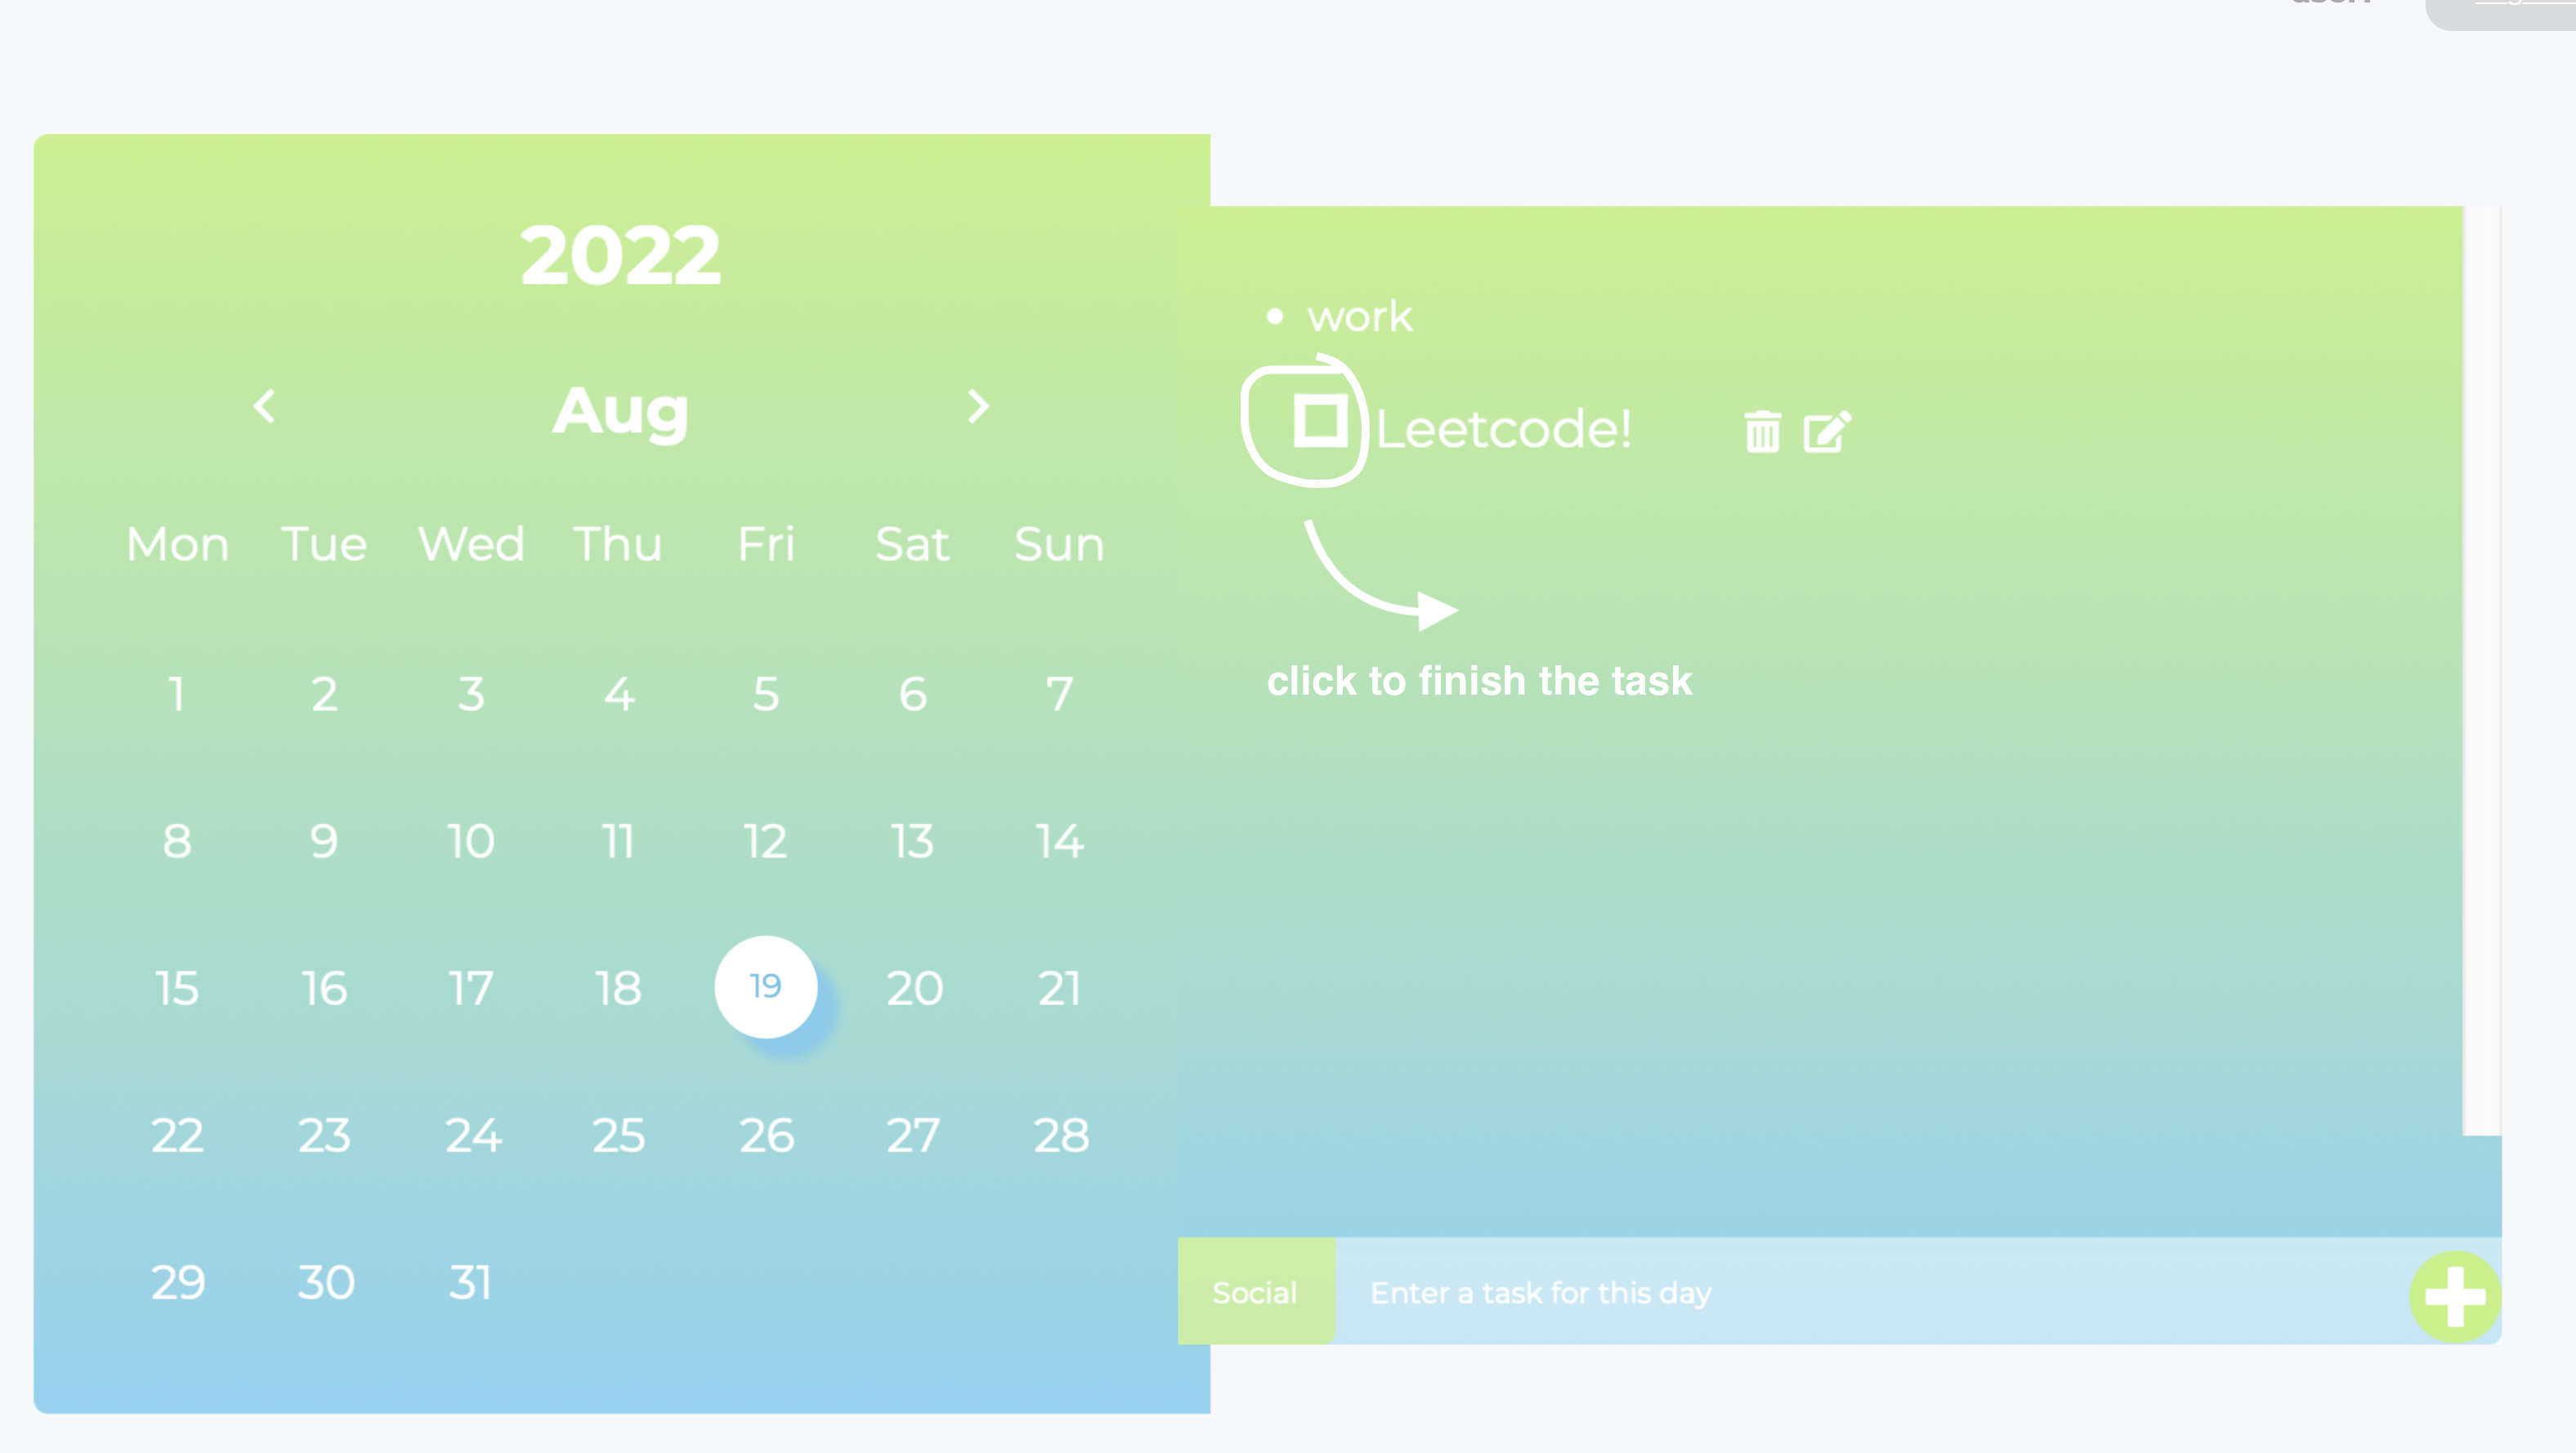 2022
Aug
Mon Tue Wed Thu Fri Sat Sun
1 2 3 4 5 6 7
8 9 10 11 12 13 14
15 16 17 18 19 20 21
22 23 24 25 26 27 28
29 30 31
• work
Leetcode!
click to finish the task
Social Enter a task for this day